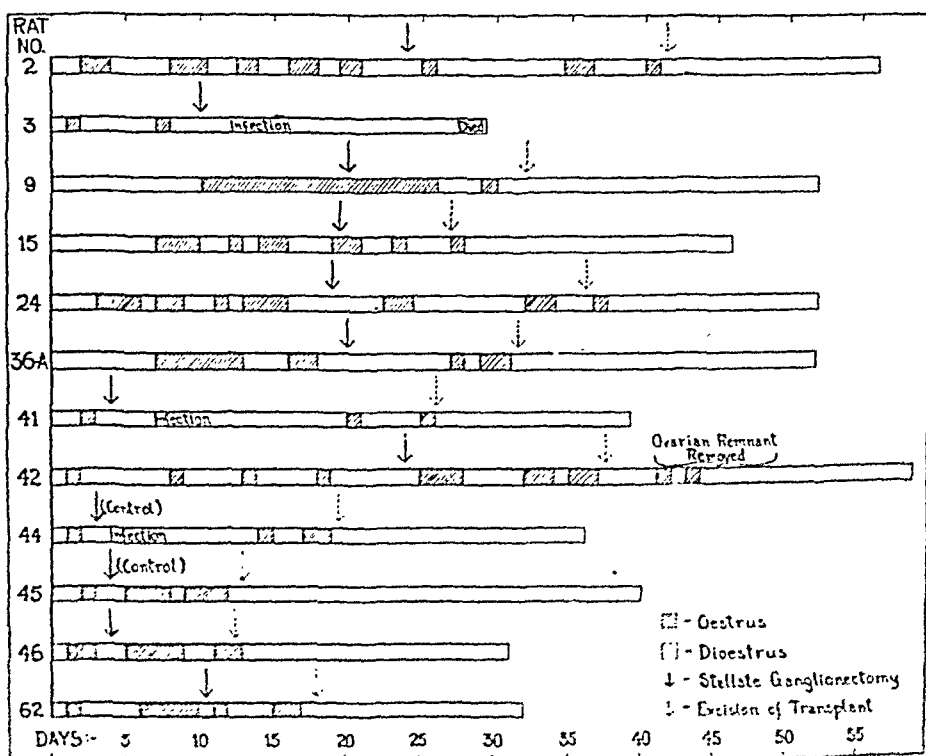 RAT
NO.
2
3
Infection
Died
9
15
24
36-A
41
Infection
Ovarian Remnant
Removed
42
(Control)
44
Infection
(Control)
45
46
62
- Oestrus
- Dioestrus
- Stellate Ganglionectomy
- Excision of Transplant
DAYS:- 5 10 15 20 25 30 35 40 45 50 55